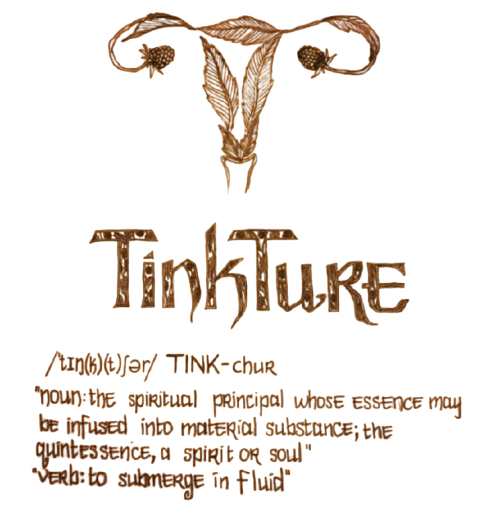 TinkTure
/'tɪŋ(k)(t)ʃər/ TINK-chur
"noun: the spiritual principal whose essence may
be infused into material substance; the
quintessence, a spirit or soul"
"verb: to submerge in fluid"